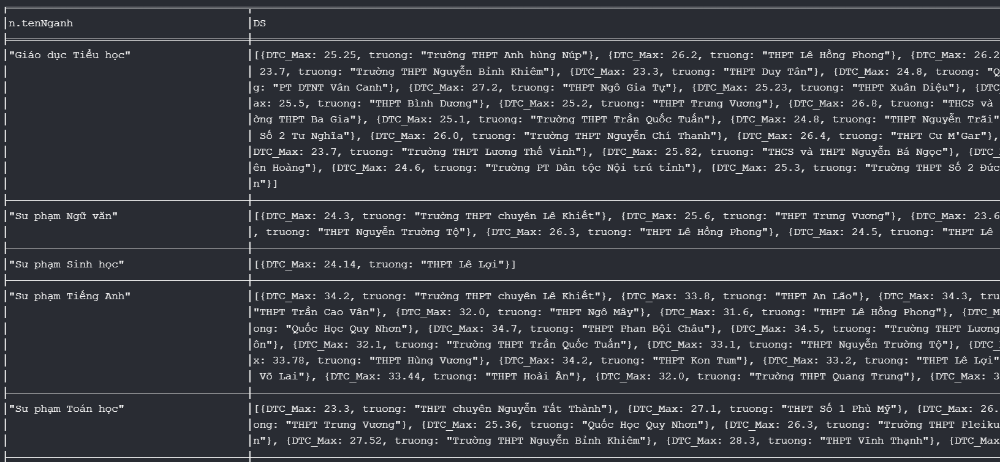 n.tenNganh DS
"Giáo dục Tiểu học" [{DTC_Max: 25.25, truong: "Trường THPT Anh hùng Núp"}, {DTC_Max: 26.2, truong: "THPT Lê Hồng Phong"}, {DTC_Max: 26.2
23.7, truong: "Trường THPT Nguyễn Bỉnh Khiêm"}, {DTC_Max: 23.3, truong: "THPT Duy Tân"}, {DTC_Max: 24.8, truong: "Q
g: "PT DTNT Vân Canh"}, {DTC_Max: 27.2, truong: "THPT Ngô Gia Tự"}, {DTC_Max: 25.23, truong: "THPT Xuân Diệu"}, {DTC
ax: 25.5, truong: "THPT Bình Dương"}, {DTC_Max: 25.2, truong: "THPT Trưng Vương"}, {DTC_Max: 26.8, truong: "THCS và
ờng THPT Ba Gia"}, {DTC_Max: 25.1, truong: "Trường THPT Trần Quốc Tuấn"}, {DTC_Max: 24.8, truong: "THPT Nguyễn Trãi"
Số 2 Tư Nghĩa"}, {DTC_Max: 26.0, truong: "Trường THPT Nguyễn Chí Thanh"}, {DTC_Max: 26.4, truong: "THPT Cư M'Gar"},
DTC_Max: 23.7, truong: "Trường THPT Lương Thế Vinh"}, {DTC_Max: 25.82, truong: "THCS và THPT Nguyễn Bá Ngọc"}, {DTC_
ên Hoàng"}, {DTC_Max: 24.6, truong: "Trường PT Dân tộc Nội trú tỉnh"}, {DTC_Max: 25.3, truong: "Trường THPT Số 2 Đức
n"}]
"Sư phạm Ngữ văn" [{DTC_Max: 24.3, truong: "Trường THPT chuyên Lê Khiết"}, {DTC_Max: 25.6, truong: "THPT Trưng Vương"}, {DTC_Max: 23.6
, truong: "THPT Nguyễn Trường Tộ"}, {DTC_Max: 26.3, truong: "THPT Lê Hồng Phong"}, {DTC_Max: 24.5, truong: "THPT Lê
"Sư phạm Sinh học" [{DTC_Max: 24.14, truong: "THPT Lê Lợi"}]
"Sư phạm Tiếng Anh" [{DTC_Max: 34.2, truong: "Trường THPT chuyên Lê Khiết"}, {DTC_Max: 33.8, truong: "THPT An Lão"}, {DTC_Max: 34.3, tru
"THPT Trần Cao Vân"}, {DTC_Max: 32.0, truong: "THPT Ngô Mây"}, {DTC_Max: 31.6, truong: "THPT Lê Hồng Phong"}, {DTC_M
ong: "Quốc Học Quy Nhơn"}, {DTC_Max: 34.7, truong: "THPT Phan Bội Châu"}, {DTC_Max: 34.5, truong: "Trường THPT Lương
ôn"}, {DTC_Max: 32.1, truong: "Trường THPT Trần Quốc Tuấn"}, {DTC_Max: 33.1, truong: "THPT Nguyễn Trường Tộ"}, {DTC_
x: 33.78, truong: "THPT Hùng Vương"}, {DTC_Max: 34.2, truong: "THPT Kon Tum"}, {DTC_Max: 33.2, truong: "THPT Lê Lợi"
Võ Lai"}, {DTC_Max: 33.44, truong: "THPT Hoài Ân"}, {DTC_Max: 32.0, truong: "Trường THPT Quang Trung"}, {DTC_Max: 3
"Sư phạm Toán học" [{DTC_Max: 23.3, truong: "THPT chuyên Nguyễn Tất Thành"}, {DTC_Max: 27.1, truong: "THPT Số 1 Phù Mỹ"}, {DTC_Max: 26.
ong: "THPT Trưng Vương"}, {DTC_Max: 25.36, truong: "Quốc Học Quy Nhơn"}, {DTC_Max: 26.3, truong: "Trường THPT Pleiku
n"}, {DTC_Max: 27.52, truong: "Trường THPT Nguyễn Bỉnh Khiêm"}, {DTC_Max: 28.3, truong: "THPT Vĩnh Thạnh"}, {DTC_Max